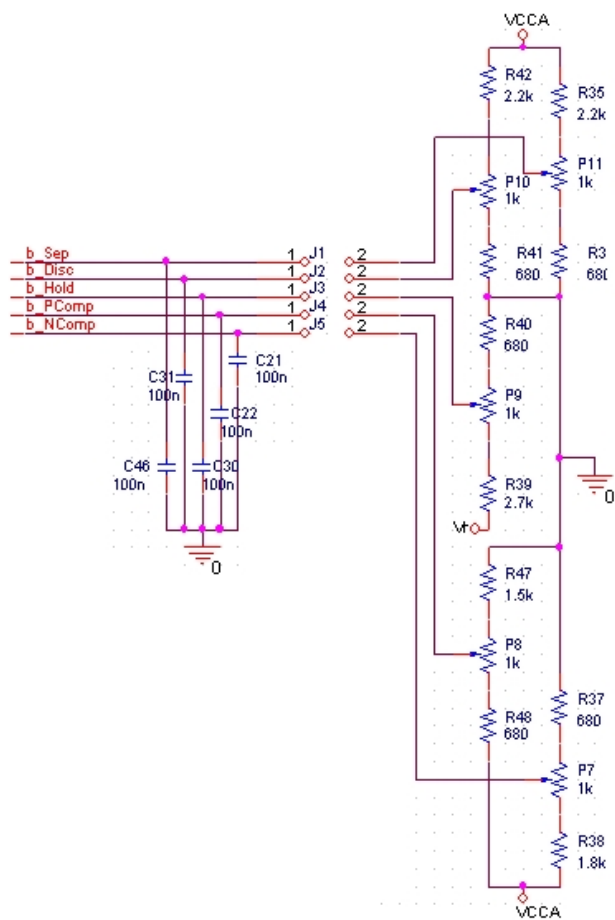 VCCA
R42
2.2k
R35
2.2k
P10
1k
P11
1k
R41
680
R3
680
b_Sep
b_Disc
b_Hold
b_PComp
b_NComp
1 J1 2
1 J2 2
1 J3 2
1 J4 2
1 J5 2
R40
680
C21
100n
C31
100n
P9
1k
C22
100n
C46
100n
C30
100n
R39
2.7k
0
Vt
0
R47
1.5k
P8
1k
R48
680
R37
680
P7
1k
R38
1.8k
VCCA